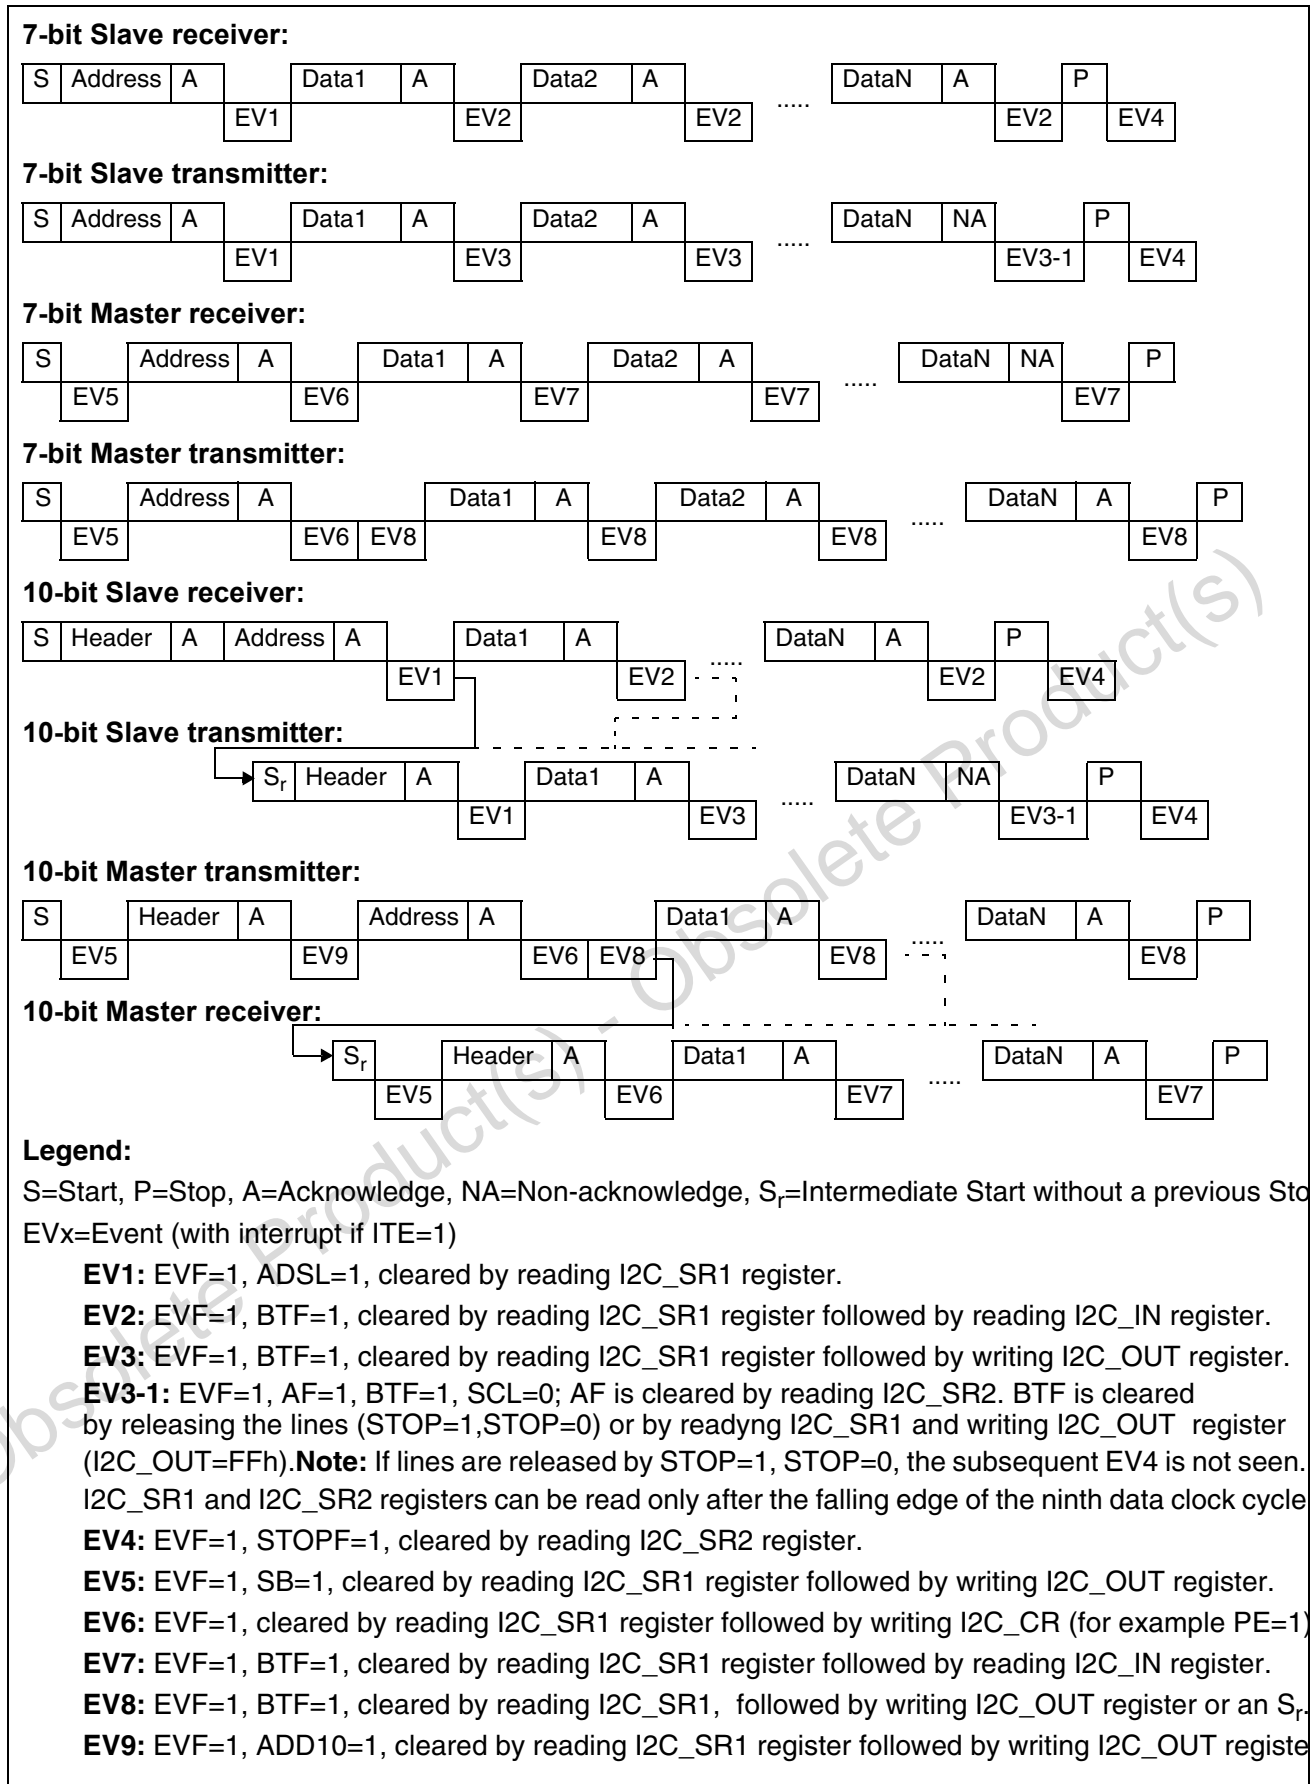 7-bit Slave receiver:
S Address A Data1 A Data2 A ..... DataN A P
EV1 EV2 EV2 EV2 EV4
7-bit Slave transmitter:
S Address A Data1 A Data2 A ..... DataN NA P
EV1 EV3 EV3 EV3-1 EV4
7-bit Master receiver:
S Address A Data1 A Data2 A ..... DataN NA P
EV5 EV6 EV7 EV7 EV7
7-bit Master transmitter:
S Address A Data1 A Data2 A ..... DataN A P
EV5 EV6 EV8 EV8 EV8 EV8
10-bit Slave receiver:
S Header A Address A Data1 A ..... DataN A P
EV1 EV2 EV2 EV4
10-bit Slave transmitter:
Sr Header A Data1 A ..... DataN NA P
EV1 EV3 EV3-1 EV4
10-bit Master transmitter:
S Header A Address A Data1 A ..... DataN A P
EV5 EV9 EV6 EV8 EV8 EV8
10-bit Master receiver:
Sr Header A Data1 A ..... DataN A P
EV5 EV6 EV7 EV7
Legend:
S=Start, P=Stop, A=Acknowledge, NA=Non-acknowledge, Sr=Intermediate Start without a previous Sto
EVx=Event (with interrupt if ITE=1)
EV1: EVF=1, ADSL=1, cleared by reading I2C_SR1 register.
EV2: EVF=1, BTF=1, cleared by reading I2C_SR1 register followed by reading I2C_IN register.
EV3: EVF=1, BTF=1, cleared by reading I2C_SR1 register followed by writing I2C_OUT register.
EV3-1: EVF=1, AF=1, BTF=1, SCL=0; AF is cleared by reading I2C_SR2. BTF is cleared
by releasing the lines (STOP=1,STOP=0) or by readyng I2C_SR1 and writing I2C_OUT register
(I2C_OUT=FFh).Note: If lines are released by STOP=1, STOP=0, the subsequent EV4 is not seen.
I2C_SR1 and I2C_SR2 registers can be read only after the falling edge of the ninth data clock cycle
EV4: EVF=1, STOPF=1, cleared by reading I2C_SR2 register.
EV5: EVF=1, SB=1, cleared by reading I2C_SR1 register followed by writing I2C_OUT register.
EV6: EVF=1, cleared by reading I2C_SR1 register followed by writing I2C_CR (for example PE=1)
EV7: EVF=1, BTF=1, cleared by reading I2C_SR1 register followed by reading I2C_IN register.
EV8: EVF=1, BTF=1, cleared by reading I2C_SR1, followed by writing I2C_OUT register or an Sr.
EV9: EVF=1, ADD10=1, cleared by reading I2C_SR1 register followed by writing I2C_OUT registe
Obsolete Product(s) - Obsolete Product(s)